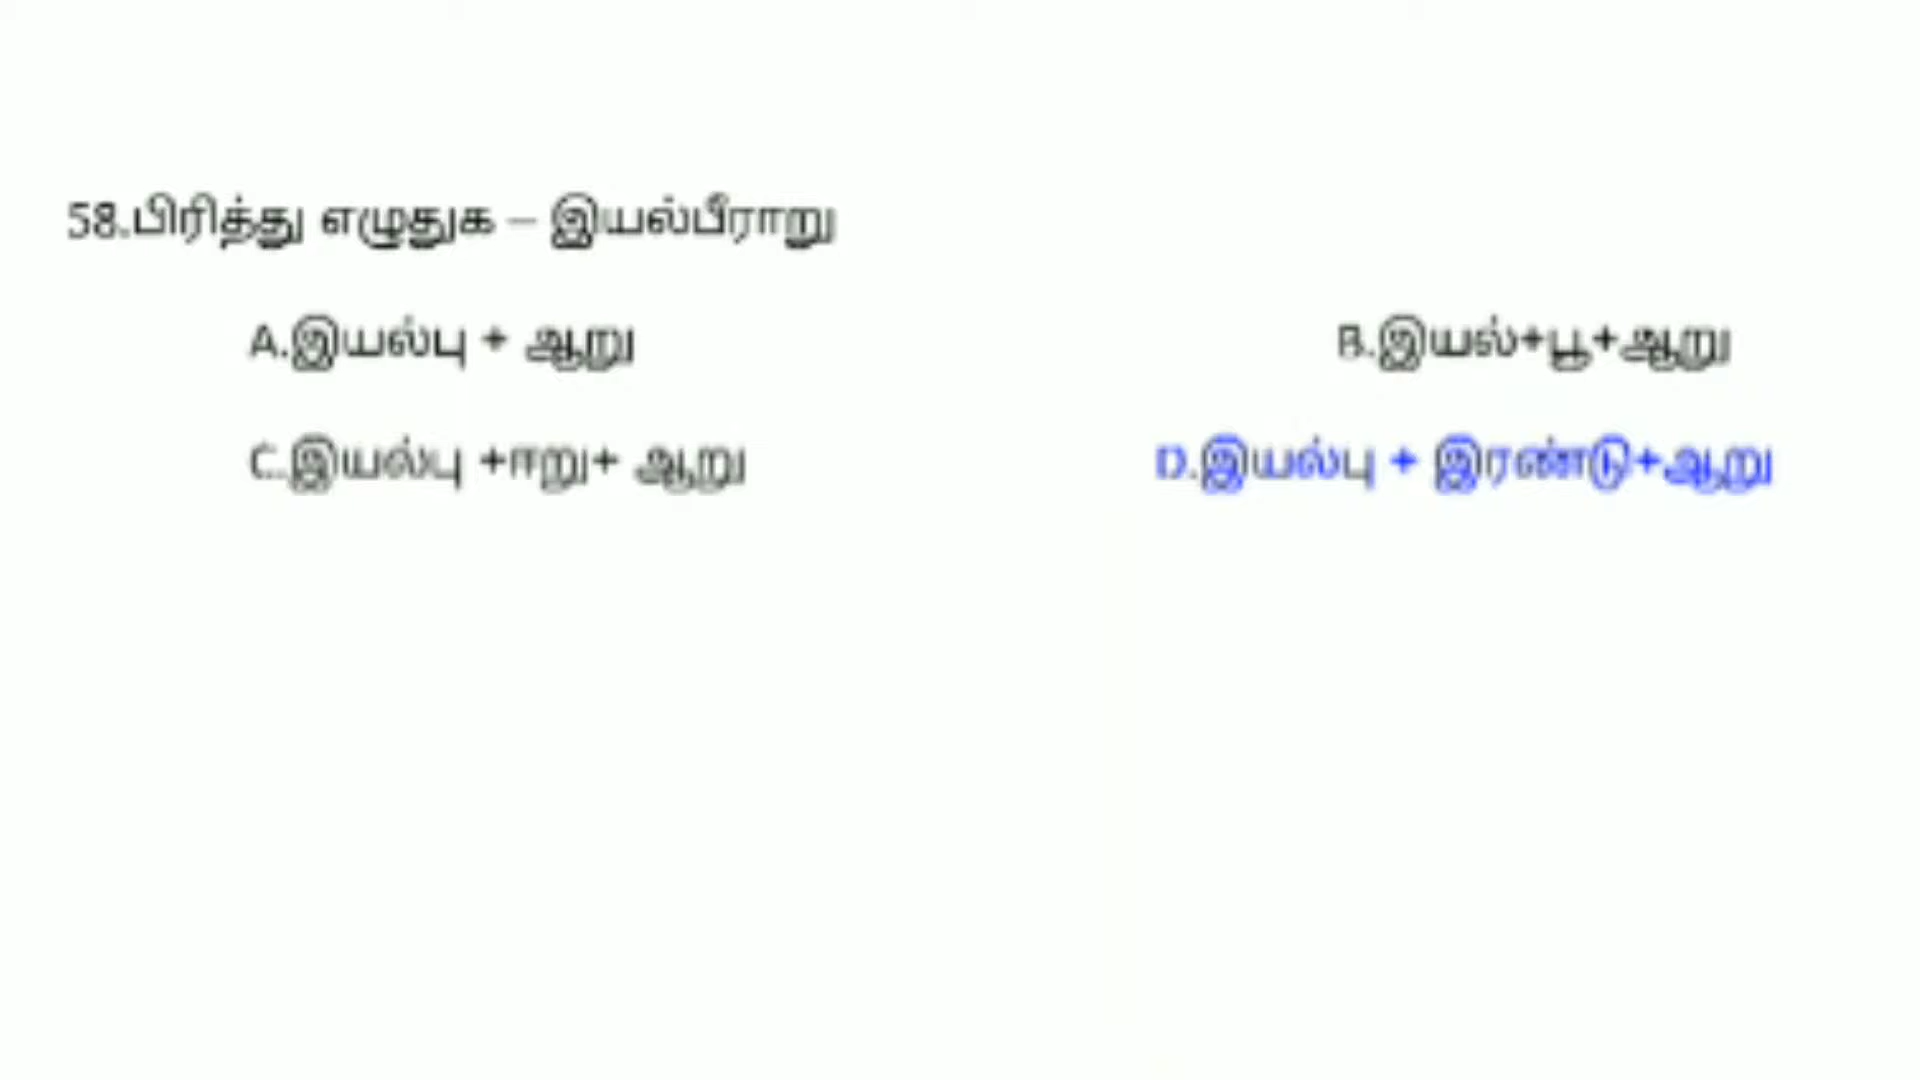 58.பிரித்து எழுதுக – இயல்பீராறு
A.இயல்பு + ஆறு
B.இயல்+பூ+ஆறு
C.இயல்பு +ஈறு+ ஆறு
D.இயல்பு + இரண்டு+ஆறு